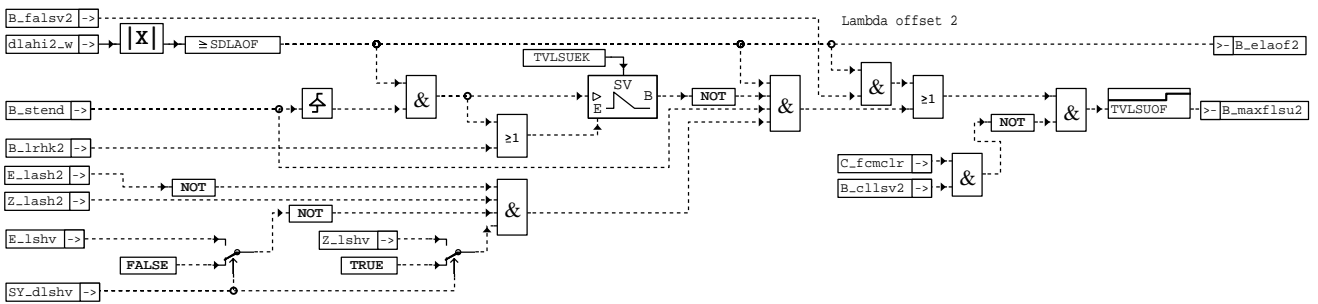 B_falsv2 ->
Lambda offset 2
dlahi2_w ->
|X|
≥SDLAOF
>- B_elaof2
TVLSUEK
SV
B
E
NOT
&
&
&
≥1
&
TVLSUOF
>- B_maxflsu2
B_stend ->
&
NOT
B_lrhk2 ->
≥1
C_fcmclr ->
B_cllsv2 ->
&
E_lash2 ->
NOT
Z_lash2 ->
&
NOT
E_lshv ->
Z_lshv ->
FALSE
TRUE
SY_dlshv ->